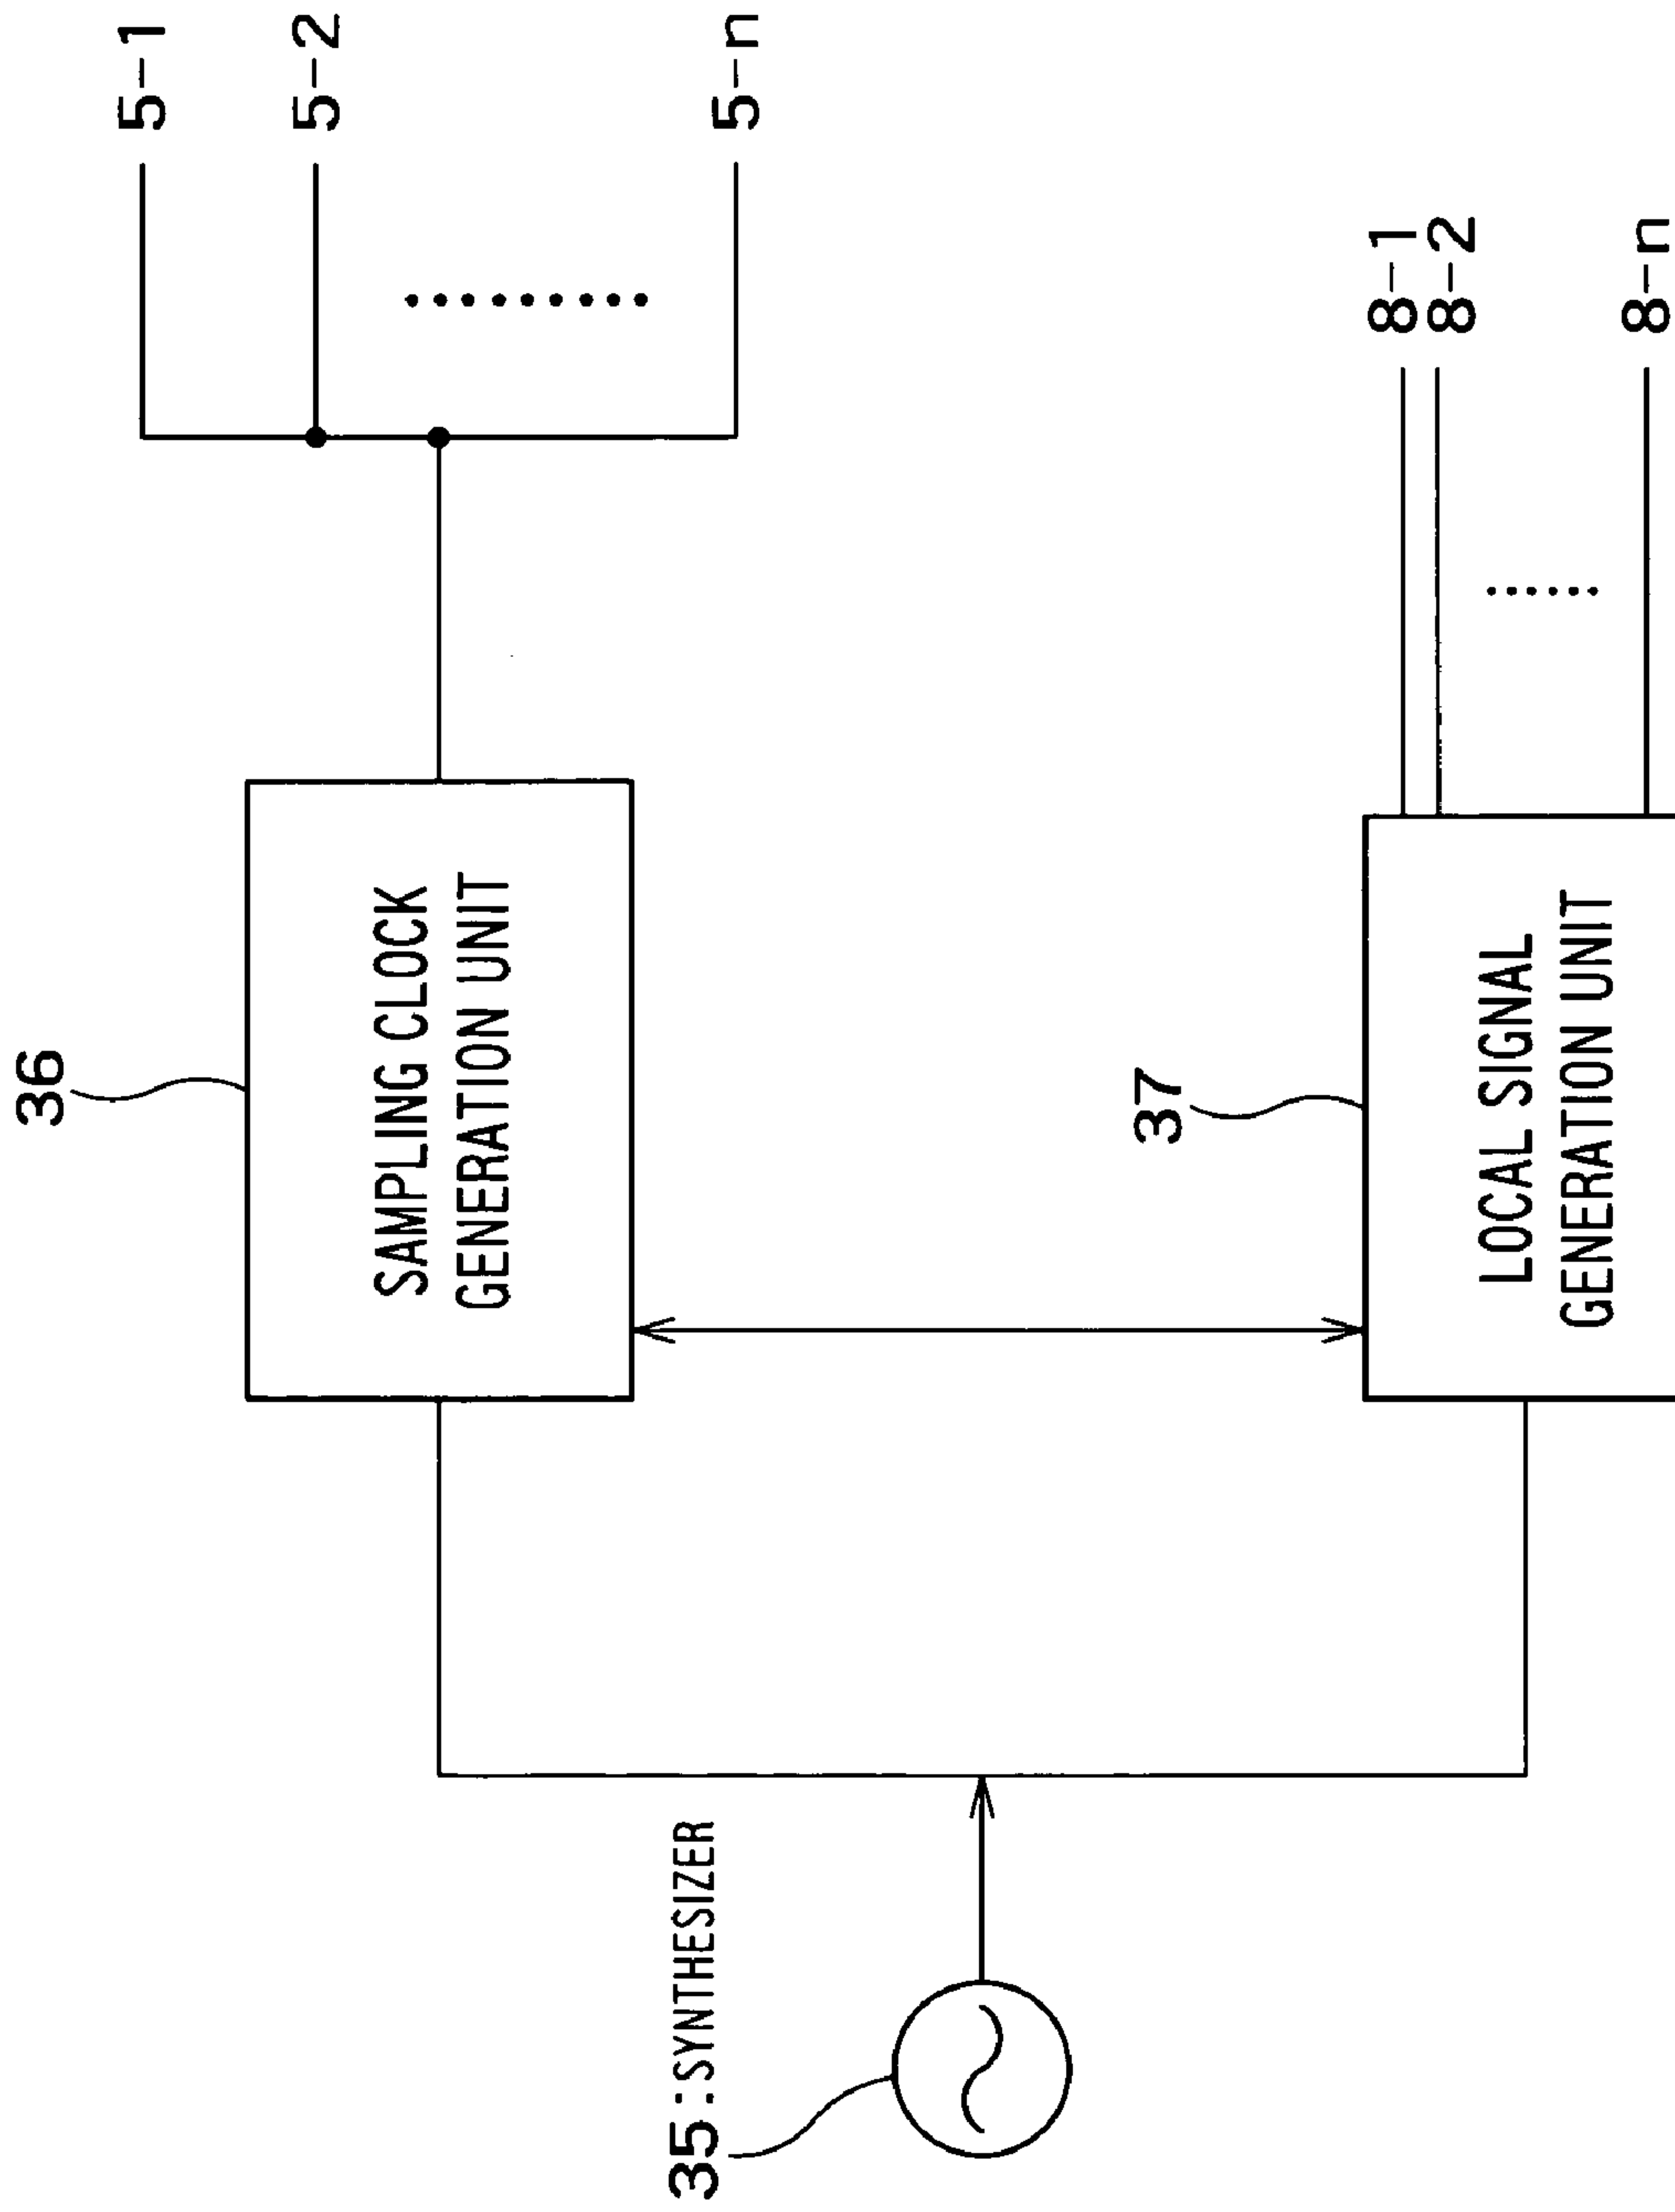 36
SAMPLING CLOCK
GENERATION UNIT
5-1
5-2
5-n
35:SYNTHESIZER
37
LOCAL SIGNAL
GENERATION UNIT
8-1
8-2
8-n